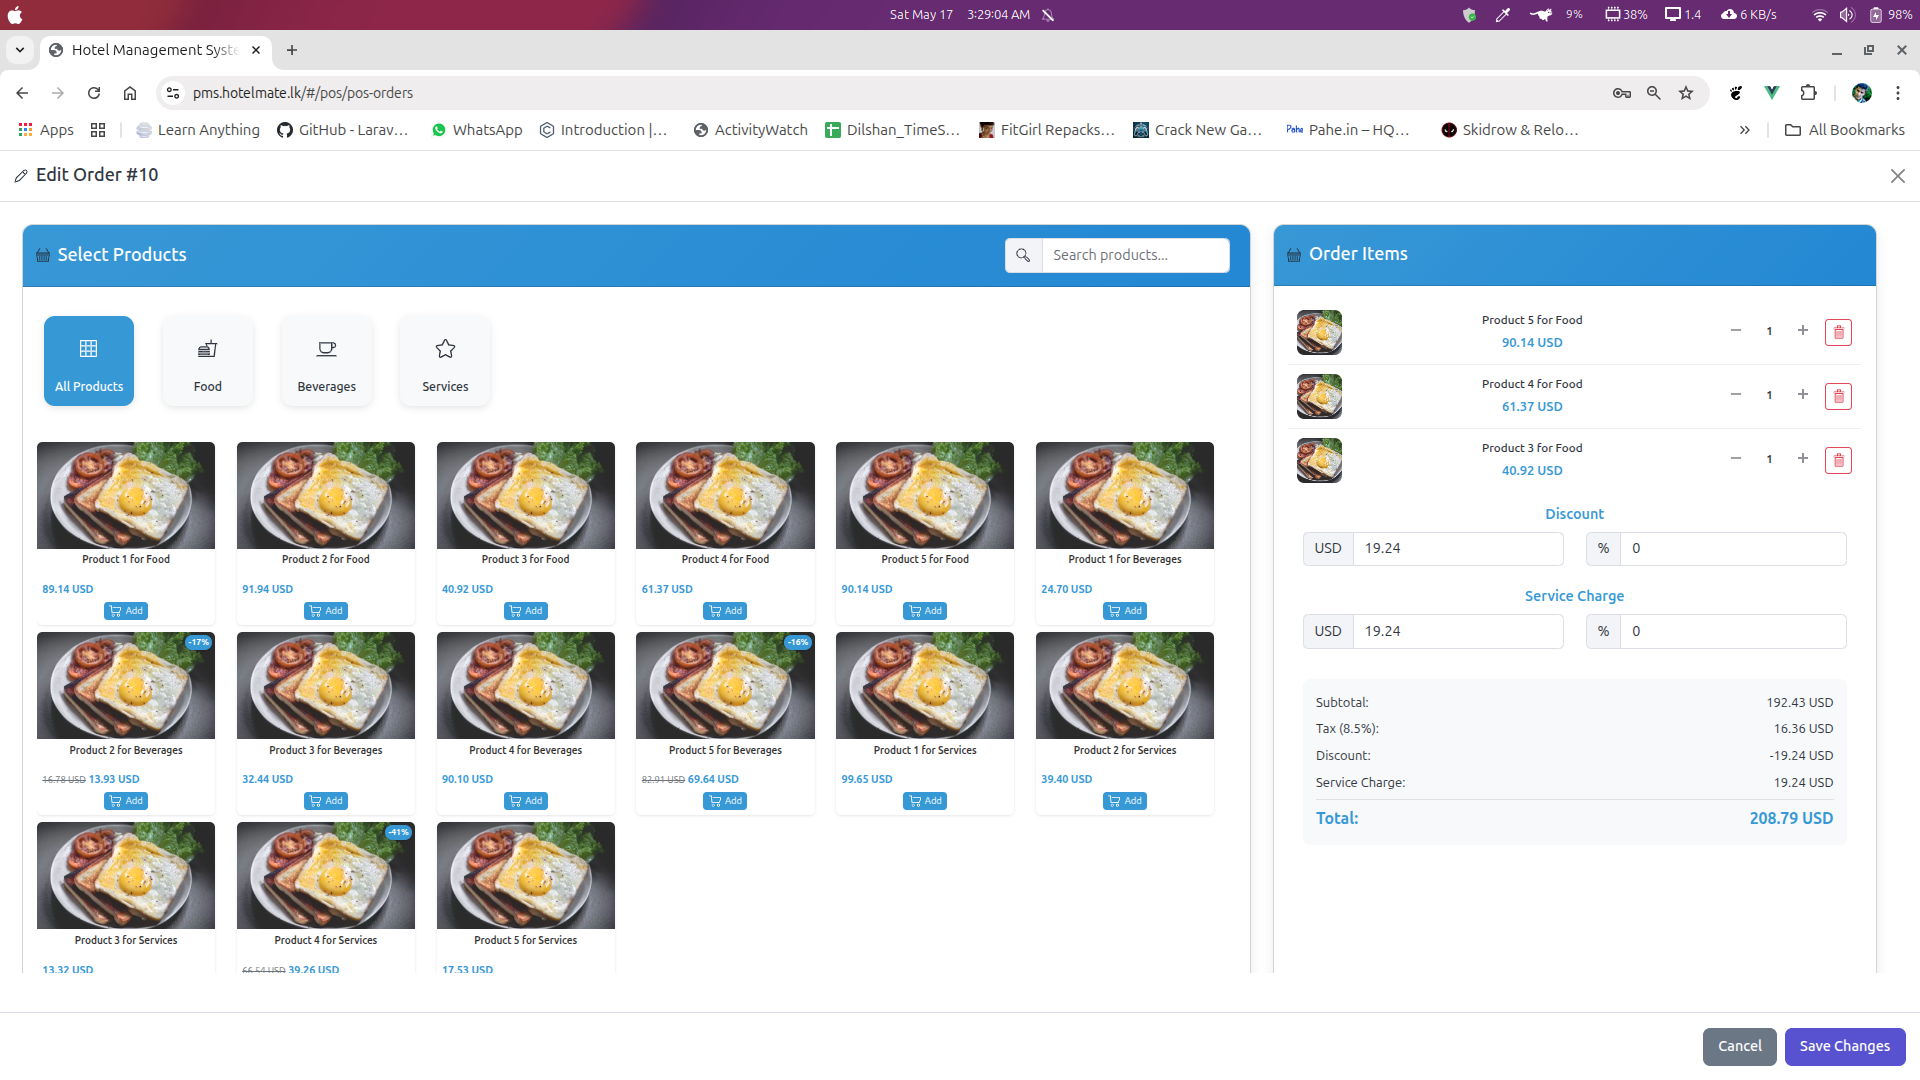 Sat May 17 3:29:04 AM
9% 38% 1.4 6 KB/s 98%
Hotel Management Syste
pms.hotelmate.lk/#/pos/pos-orders
Apps Learn Anything GitHub - Larav... WhatsApp Introduction |... ActivityWatch Dilshan_TimeS... FitGirl Repacks... Crack New Ga... Pahe Pahe.in – HQ... Skidrow & Relo... All Bookmarks
Edit Order #10
Select Products
Search products...
All Products Food Beverages Services
Product 1 for Food Product 2 for Food Product 3 for Food Product 4 for Food Product 5 for Food Product 1 for Beverages
89.14 USD 91.94 USD 40.92 USD 61.37 USD 90.14 USD 24.70 USD
Add Add Add Add Add Add
-17% -16%
Product 2 for Beverages Product 3 for Beverages Product 4 for Beverages Product 5 for Beverages Product 1 for Services Product 2 for Services
16.78 USD 13.93 USD 32.44 USD 90.10 USD 82.91 USD 69.64 USD 99.65 USD 39.40 USD
Add Add Add Add Add Add
-41%
Product 3 for Services Product 4 for Services Product 5 for Services
13.32 USD 66.54 USD 39.26 USD 17.53 USD
Order Items
Product 5 for Food
90.14 USD
1
Product 4 for Food
61.37 USD
1
Product 3 for Food
40.92 USD
1
Discount
USD 19.24 % 0
Service Charge
USD 19.24 % 0
Subtotal: 192.43 USD
Tax (8.5%): 16.36 USD
Discount: -19.24 USD
Service Charge: 19.24 USD
Total: 208.79 USD
Cancel Save Changes